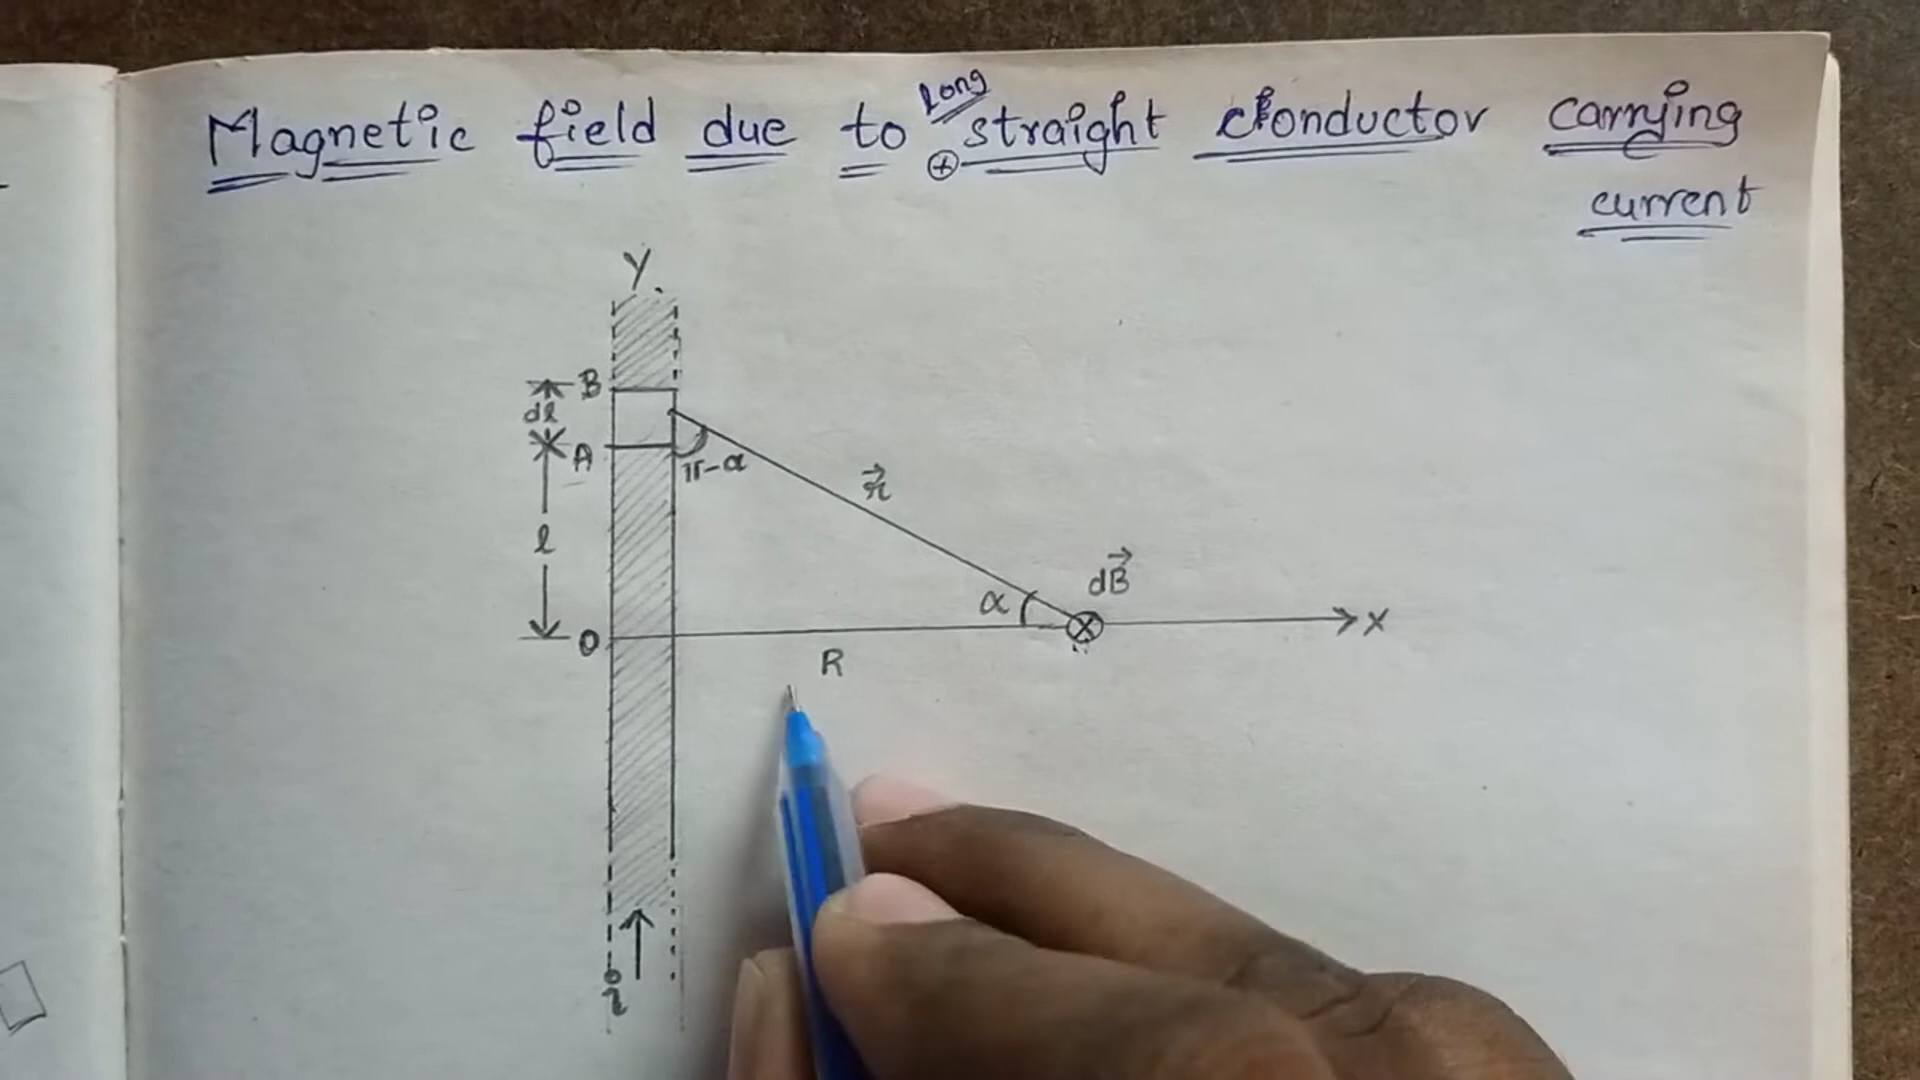 Magnetic field due to long straight conductor carrying
current
Y
B
dl
A
π-α
r⃗
l
dB⃗
α
O
X
R
i